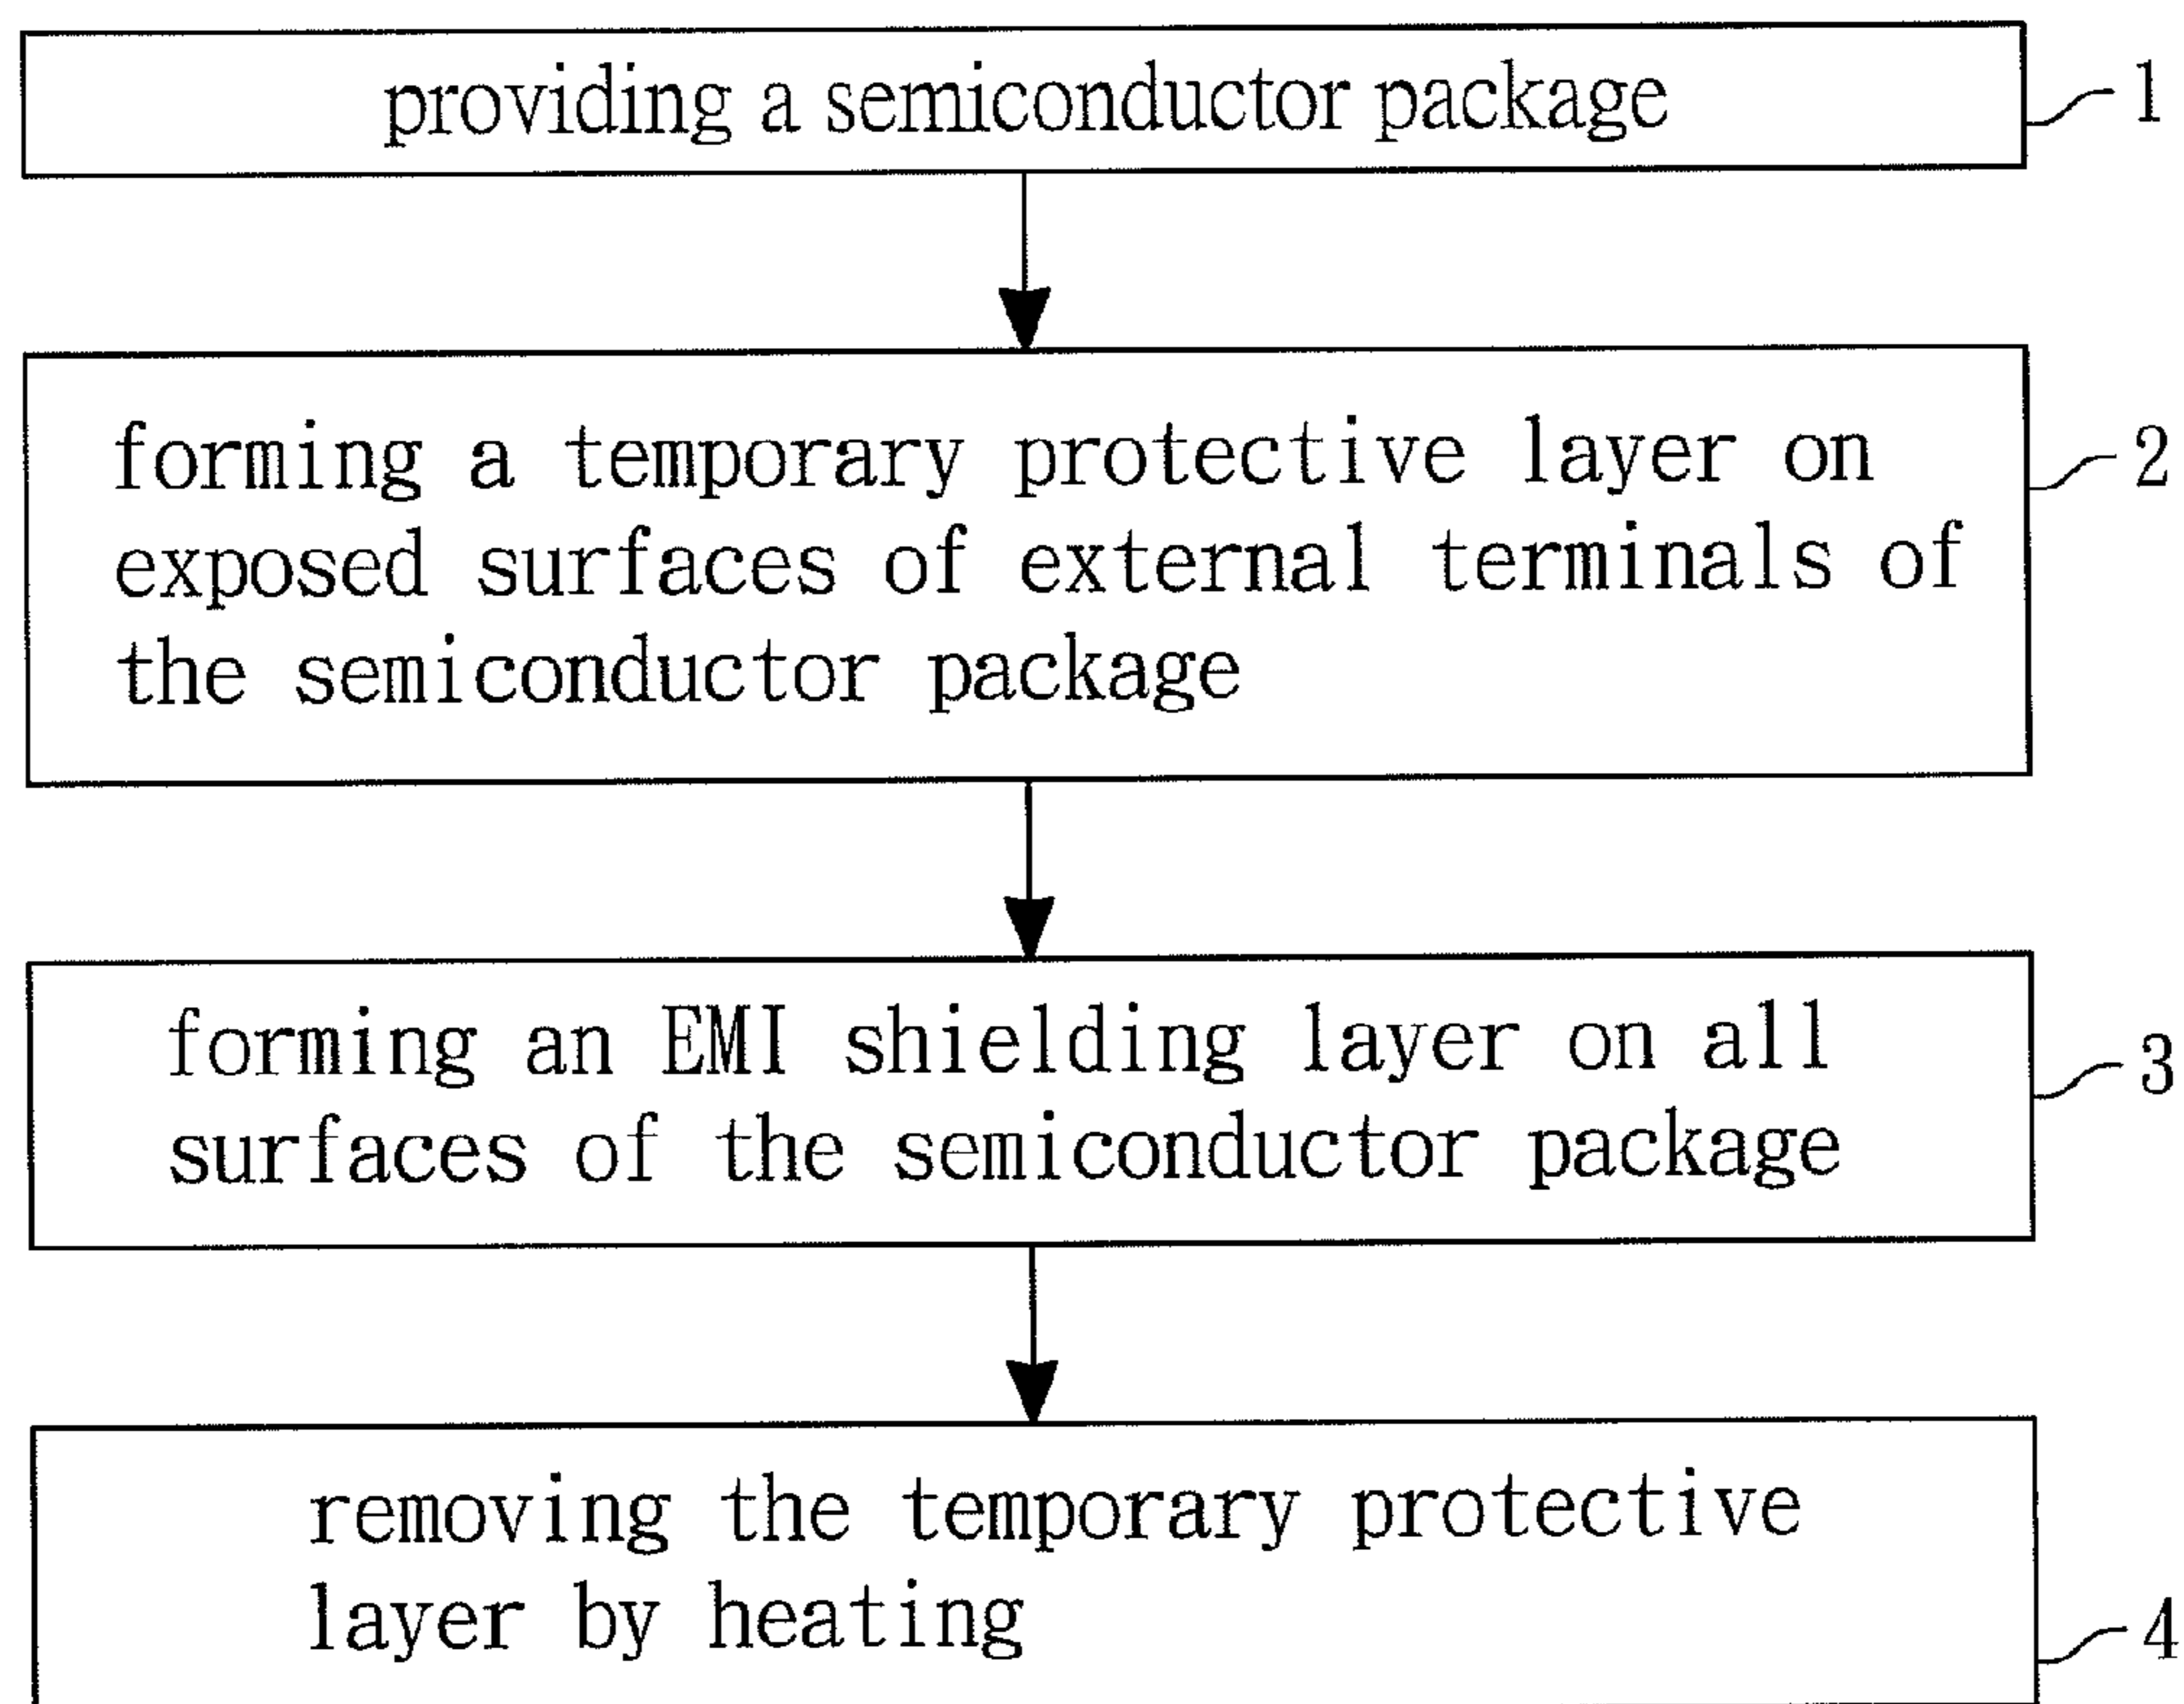 providing a semiconductor package
1
forming a temporary protective layer on
exposed surfaces of external terminals of
the semiconductor package
2
forming an EMI shielding layer on all
surfaces of the semiconductor package
3
removing the temporary protective
layer by heating
4